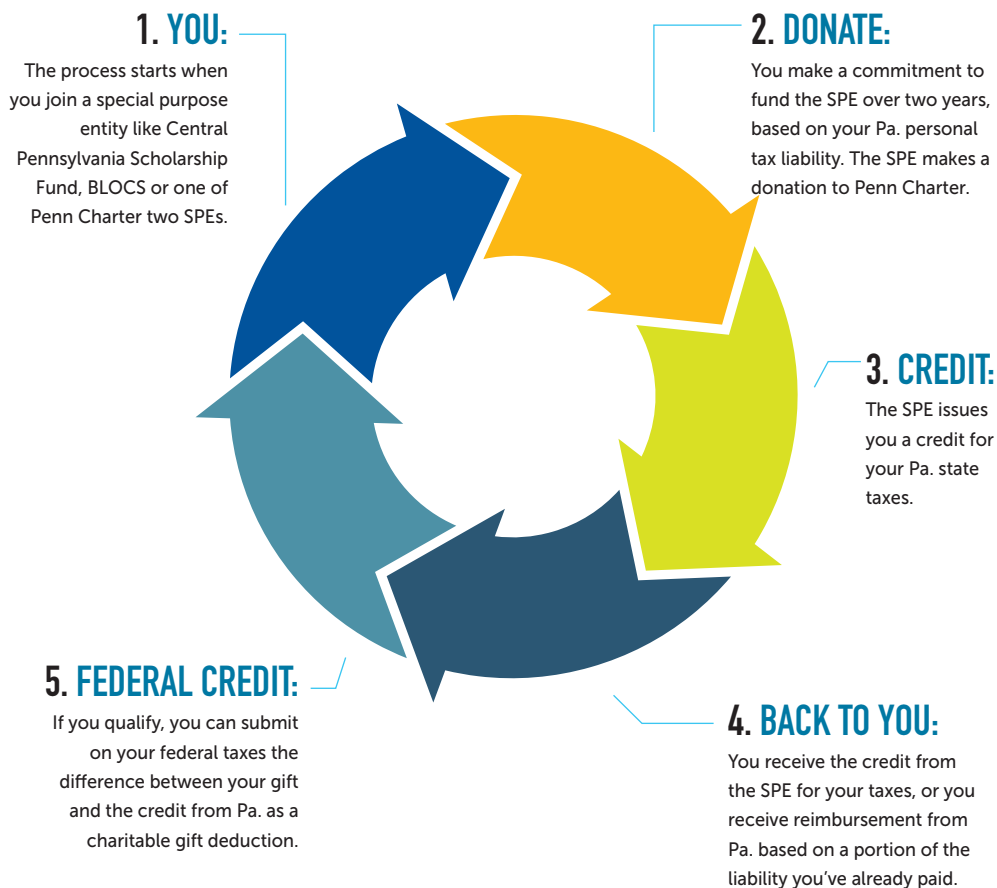 1. YOU:
The process starts when
you join a special purpose
entity like Central
Pennsylvania Scholarship
Fund, BLOCS or one of
Penn Charter two SPEs.
2. DONATE:
You make a commitment to
fund the SPE over two years,
based on your Pa. personal
tax liability. The SPE makes a
donation to Penn Charter.
3. CREDIT:
The SPE issues
you a credit for
your Pa. state
taxes.
4. BACK TO YOU:
You receive the credit from
the SPE for your taxes, or you
receive reimbursement from
Pa. based on a portion of the
liability you've already paid.
5. FEDERAL CREDIT:
If you qualify, you can submit
on your federal taxes the
difference between your gift
and the credit from Pa. as a
charitable gift deduction.